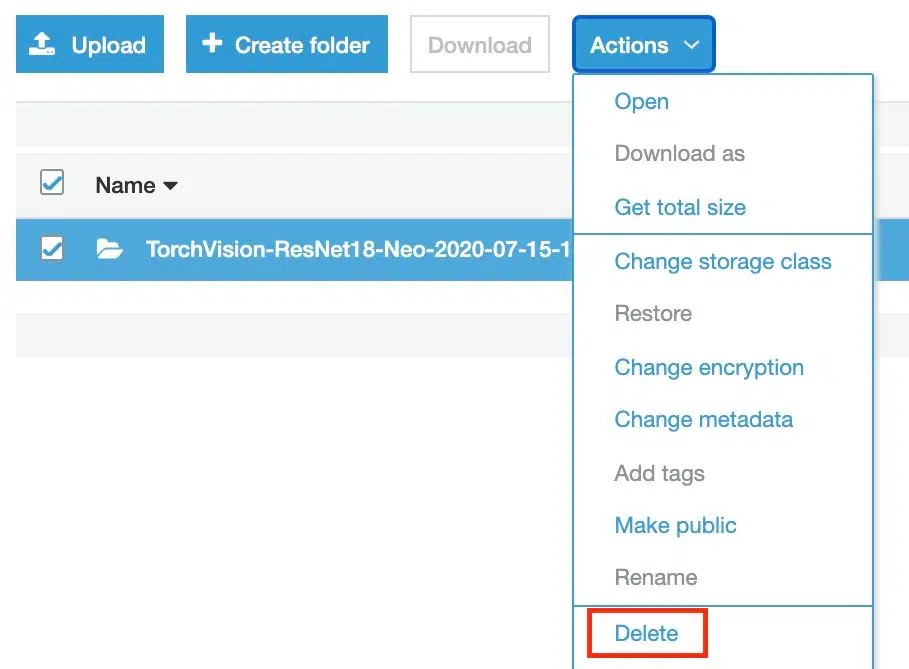 Upload
Create folder
Download
Actions
Open
Download as
Get total size
Name
TorchVision-ResNet18-Neo-2020-07-15-1
Change storage class
Restore
Change encryption
Change metadata
Add tags
Make public
Rename
Delete